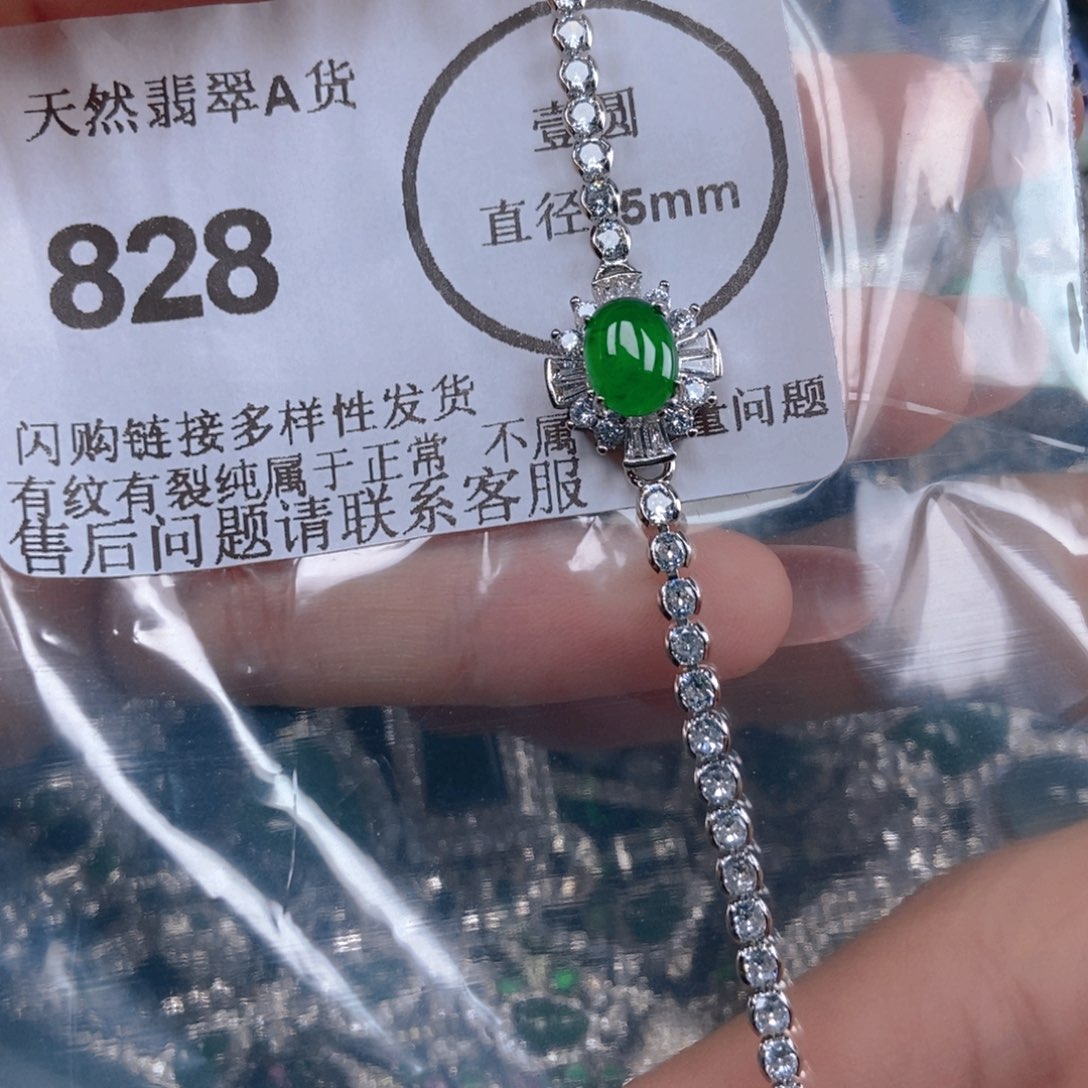 天然翡翠A货
壹圆
直径 5mm
828
闪购链接多样性发货
有纹有裂纯属于正常 不属 量问题
售后问题请联系客服